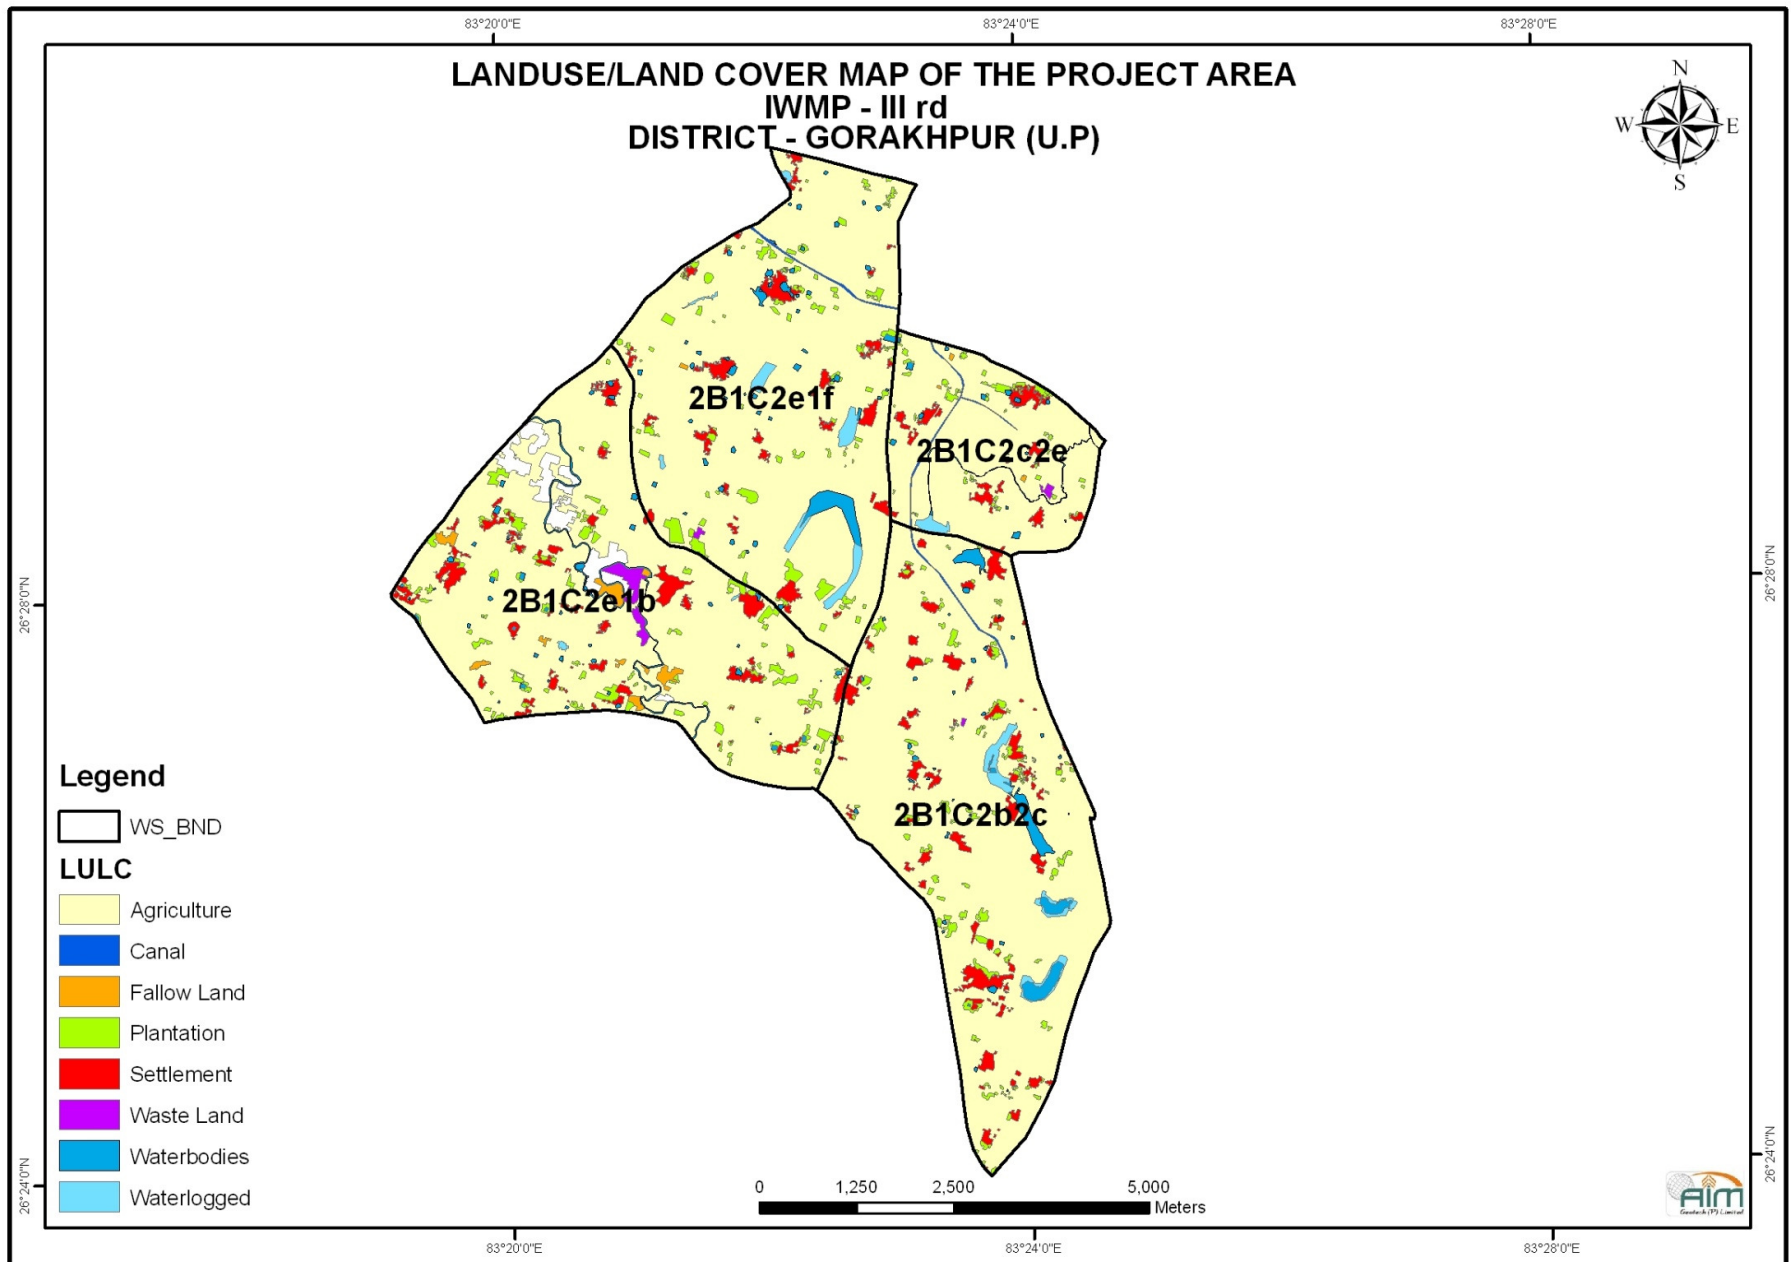 83°20'0"E
83°24'0"E
83°28'0"E
LANDUSE/LAND COVER MAP OF THE PROJECT AREA
IWMP - III rd
DISTRICT - GORAKHPUR (U.P)
N
W
E
S
2B1C2e1f
2B1C2c2e
26°28'0"N
26°28'0"N
2B1C2e1b
2B1C2b2c
Legend
WS_BND
LULC
Agriculture
Canal
Fallow Land
Plantation
Settlement
Waste Land
Waterbodies
Waterlogged
26°24'0"N
26°24'0"N
0 1,250 2,500 5,000
Meters
AIM
Geotech (P) Limited
83°20'0"E
83°24'0"E
83°28'0"E